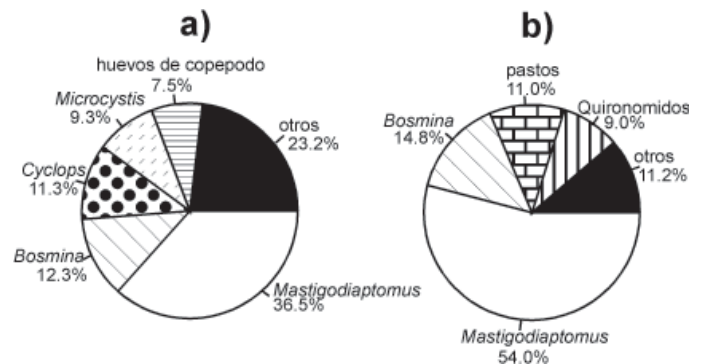 a)
huevos de copepodo
7.5%
Microcystis
9.3%
otros
23.2%
Cyclops
11.3%
Bosmina
12.3%
Mastigodiaptomus
36.5%
b)
pastos
11.0%
Bosmina
14.8%
Quironomidos
9.0%
otros
11.2%
Mastigodiaptomus
54.0%